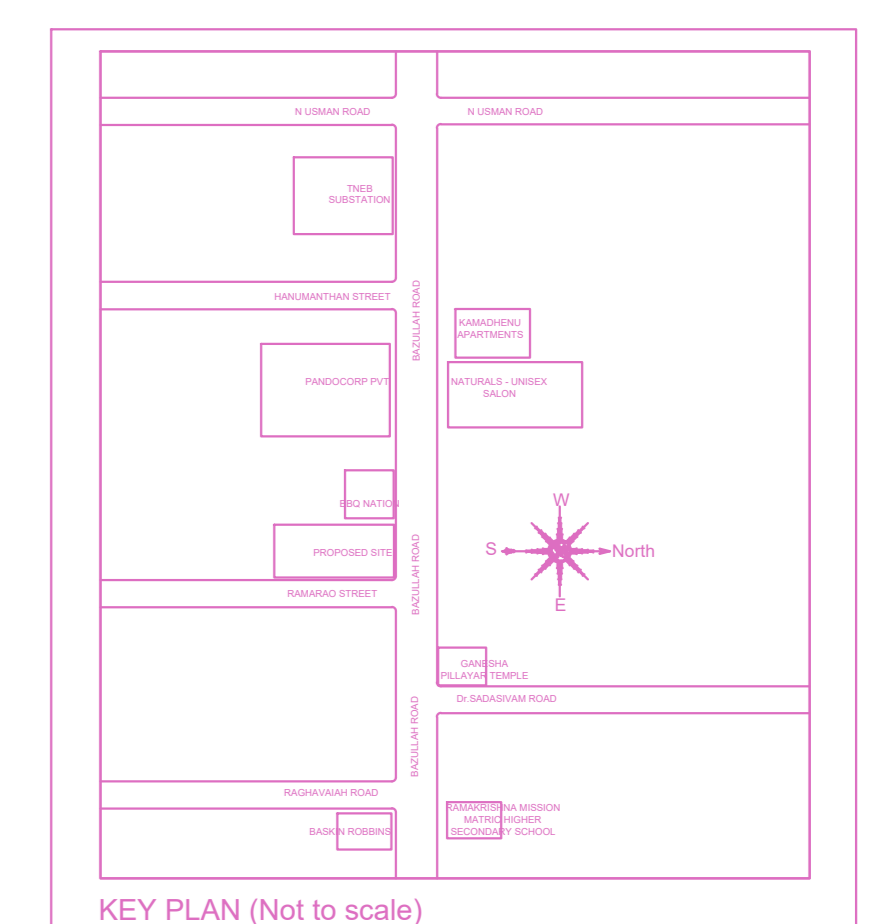 N USMAN ROAD
N USMAN ROAD
TNEB
SUBSTATION
HANUMANTHAN STREET
BAZULLAH ROAD
KAMADHENU
APARTMENTS
PANDOCORP PVT
NATURALS - UNISEX
SALON
BBQ NATION
W
S
North
E
PROPOSED SITE
BAZULLAH ROAD
RAMARAO STREET
GANESHA
PILLAYAR TEMPLE
Dr.SADASIVAM ROAD
BAZULLAH ROAD
RAGHAVAIAH ROAD
BASKIN ROBBINS
RAMAKRISHNA MISSION
MATRIC HIGHER
SECONDARY SCHOOL
KEY PLAN (Not to scale)